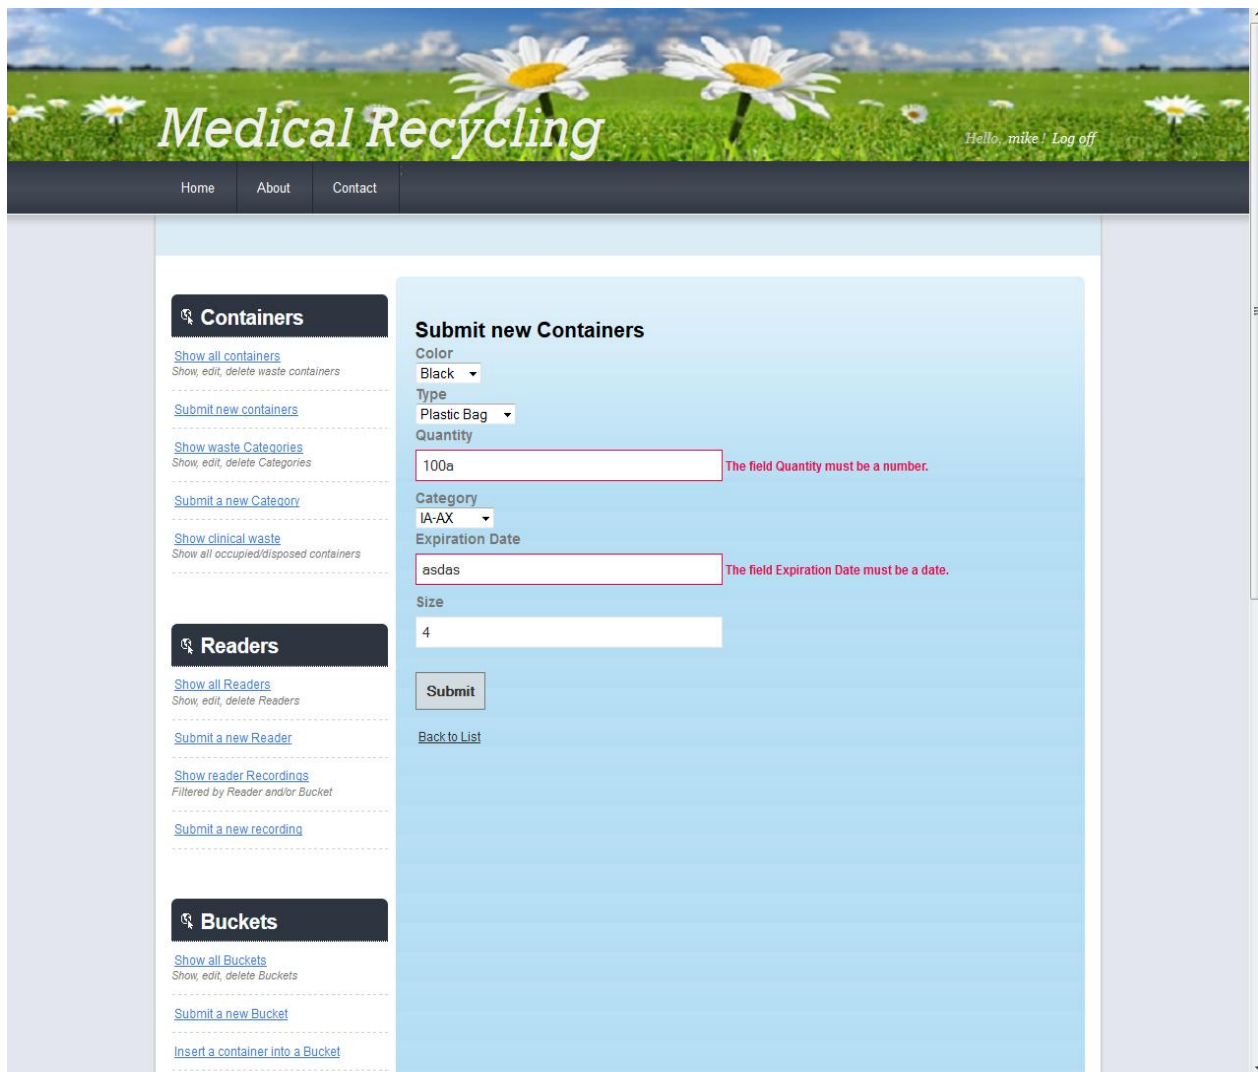 Medical Recycling
Hello, mike ! Log off
Home About Contact
Containers
Show all containers
Show, edit, delete waste containers
Submit new containers
Show waste Categories
Show, edit, delete Categories
Submit a new Category
Show clinical waste
Show all occupied/disposed containers
Readers
Show all Readers
Show, edit, delete Readers
Submit a new Reader
Show reader Recordings
Filtered by Reader and/or Bucket
Submit a new recording
Buckets
Show all Buckets
Show, edit, delete Buckets
Submit a new Bucket
Insert a container into a Bucket
Submit new Containers
Color
Black
Type
Plastic Bag
Quantity
100a The field Quantity must be a number.
Category
IA-AX
Expiration Date
asdas The field Expiration Date must be a date.
Size
4
Submit
Back to List